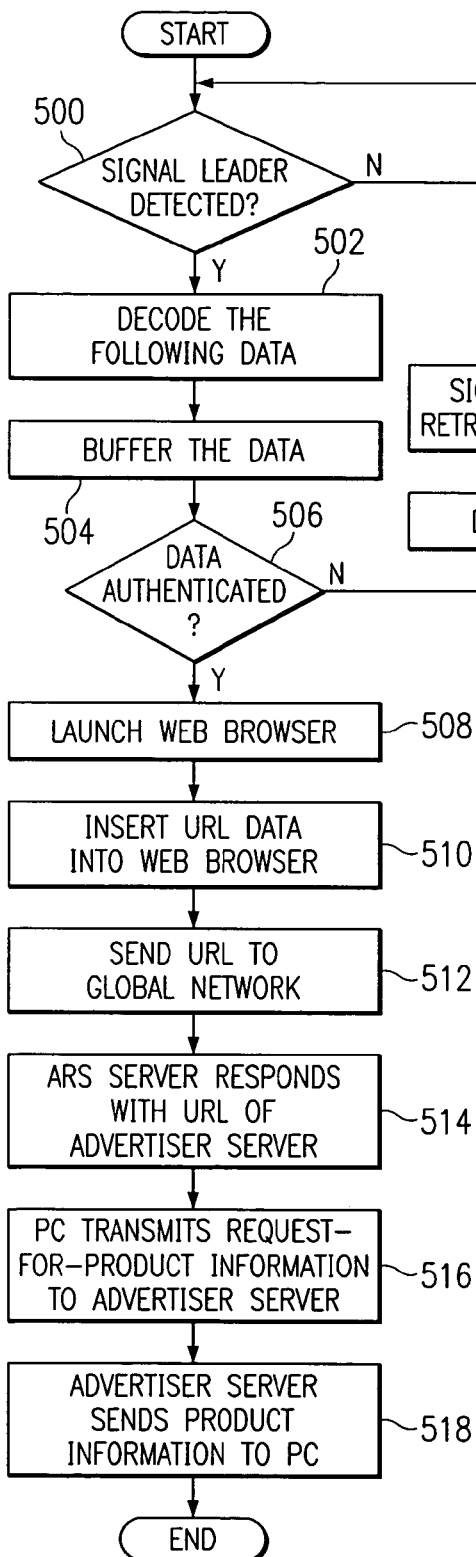 START
500
SIGNAL LEADER
DETECTED?
N
Y
502
DECODE THE
FOLLOWING DATA
BUFFER THE DATA
504
506
DATA
AUTHENTICATED
?
N
Y
LAUNCH WEB BROWSER
508
INSERT URL DATA
INTO WEB BROWSER
510
SEND URL TO
GLOBAL NETWORK
512
ARS SERVER RESPONDS
WITH URL OF
ADVERTISER SERVER
514
PC TRANSMITS REQUEST-
FOR-PRODUCT INFORMATION
TO ADVERTISER SERVER
516
ADVERTISER SERVER
SENDS PRODUCT
INFORMATION TO PC
518
END